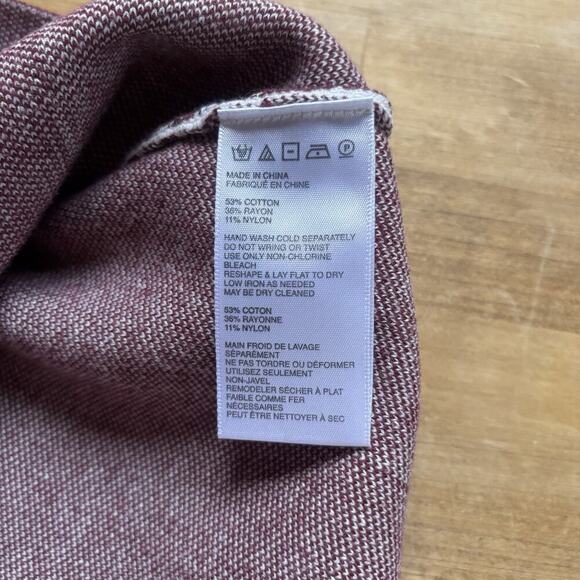 P
MADE IN CHINA
FABRIQUÉ EN CHINE
53% COTTON
36% RAYON
11% NYLON
HAND WASH COLD SEPARATELY
DO NOT WRING OR TWIST
USE ONLY NON-CHLORINE
BLEACH
RESHAPE & LAY FLAT TO DRY
LOW IRON AS NEEDED
MAY BE DRY CLEANED
53% COTON
36% RAYONNE
11% NYLON
MAIN FROID DE LAVAGE
SÉPARÉMENT
NE PAS TORDRE OU DÉFORMER
UTILISEZ SEULEMENT
NON-JAVEL
REMODELER SÉCHER À PLAT
FAIBLE COMME FER
NÉCESSAIRES
PEUT ÊTRE NETTOYER À SEC